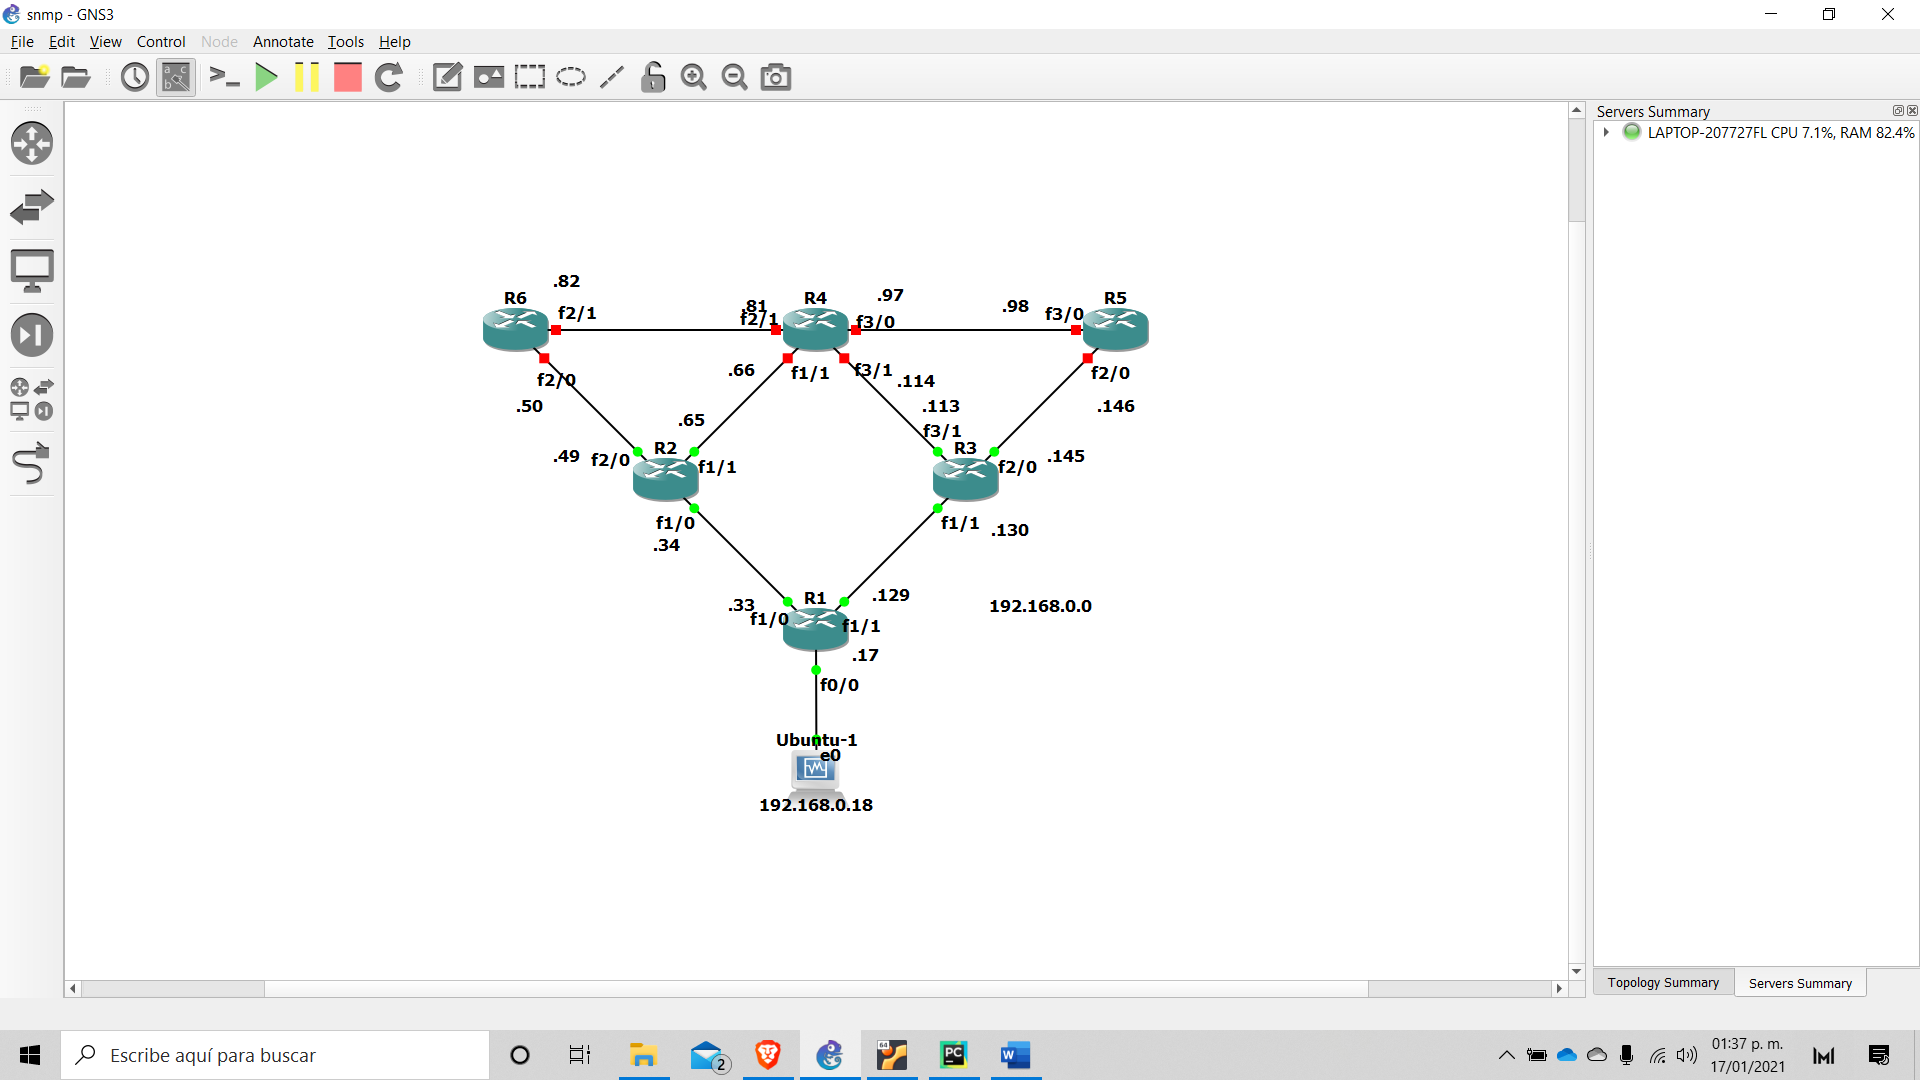 snmp - GNS3
File Edit View Control Node Annotate Tools Help
Servers Summary
LAPTOP-207727FL CPU 7.1%, RAM 82.4%
.82
R6
f2/1
.81
f2/1
R4
.97
f3/0
.98
f3/0
R5
f2/0
.50
.66
f1/1
f3/1
.114
f2/0
.146
.65
.113
f3/1
.49
f2/0
R2
f1/1
R3
f2/0
.145
f1/0
.34
f1/1
.130
.33
f1/0
R1
f1/1
.129
192.168.0.0
.17
f0/0
Ubuntu-1
e0
192.168.0.18
Topology Summary
Servers Summary
Escribe aquí para buscar
2
64
PC
W
01:37 p. m.
17/01/2021